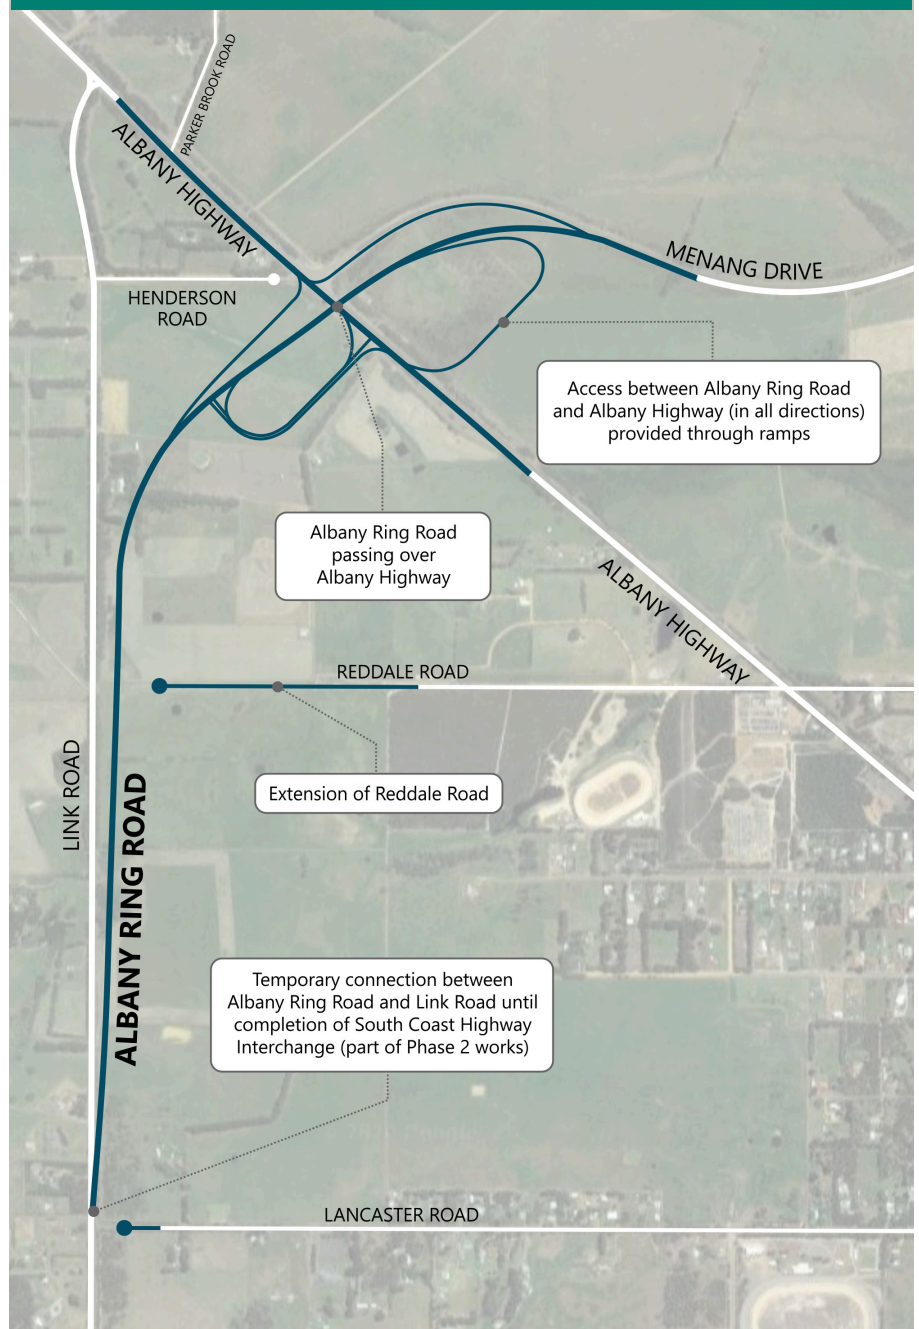 PARKER BROOK ROAD
ALBANY HIGHWAY
MENANG DRIVE
HENDERSON
ROAD
Access between Albany Ring Road
and Albany Highway (in all directions)
provided through ramps
Albany Ring Road
passing over
Albany Highway
ALBANY HIGHWAY
REDDALE ROAD
LINK ROAD
Extension of Reddale Road
ALBANY RING ROAD
Temporary connection between
Albany Ring Road and Link Road until
completion of South Coast Highway
Interchange (part of Phase 2 works)
LANCASTER ROAD